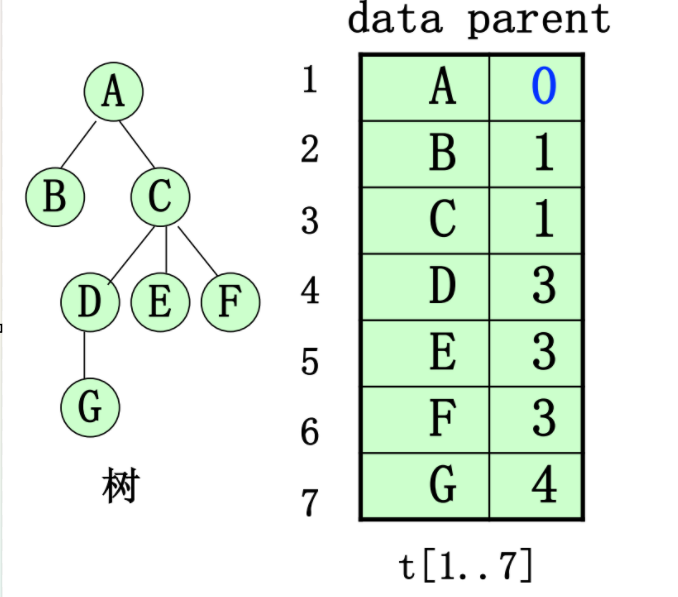 A
B C
D E F
G
树
data parent
1 A 0
2 B 1
3 C 1
4 D 3
5 E 3
6 F 3
7 G 4
t[1..7]